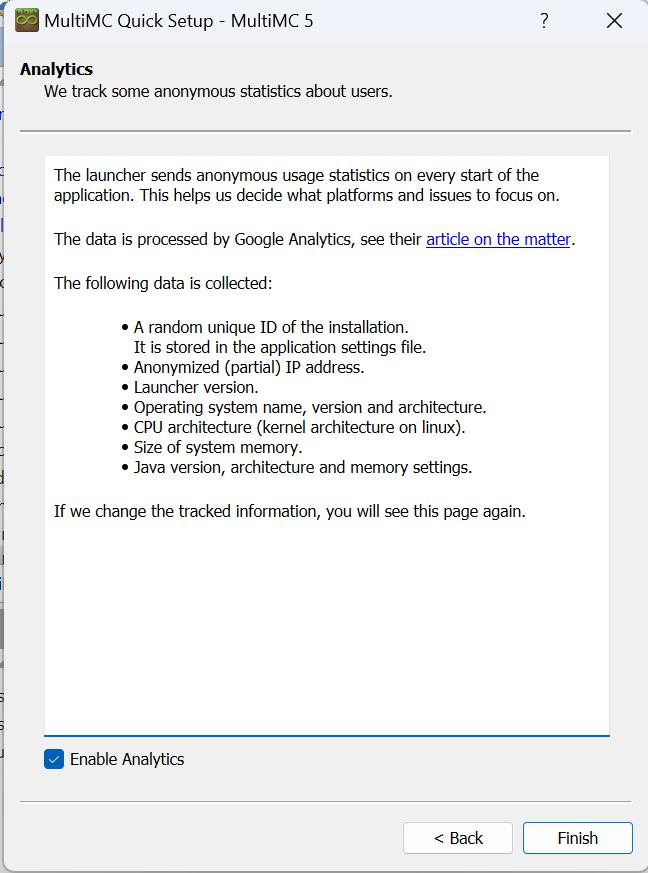 MultiMC Quick Setup - MultiMC 5
?
Analytics
We track some anonymous statistics about users.
The launcher sends anonymous usage statistics on every start of the
application. This helps us decide what platforms and issues to focus on.
The data is processed by Google Analytics, see their article on the matter.
The following data is collected:
• A random unique ID of the installation.
It is stored in the application settings file.
• Anonymized (partial) IP address.
• Launcher version.
• Operating system name, version and architecture.
• CPU architecture (kernel architecture on linux).
• Size of system memory.
• Java version, architecture and memory settings.
If we change the tracked information, you will see this page again.
Enable Analytics
< Back
Finish